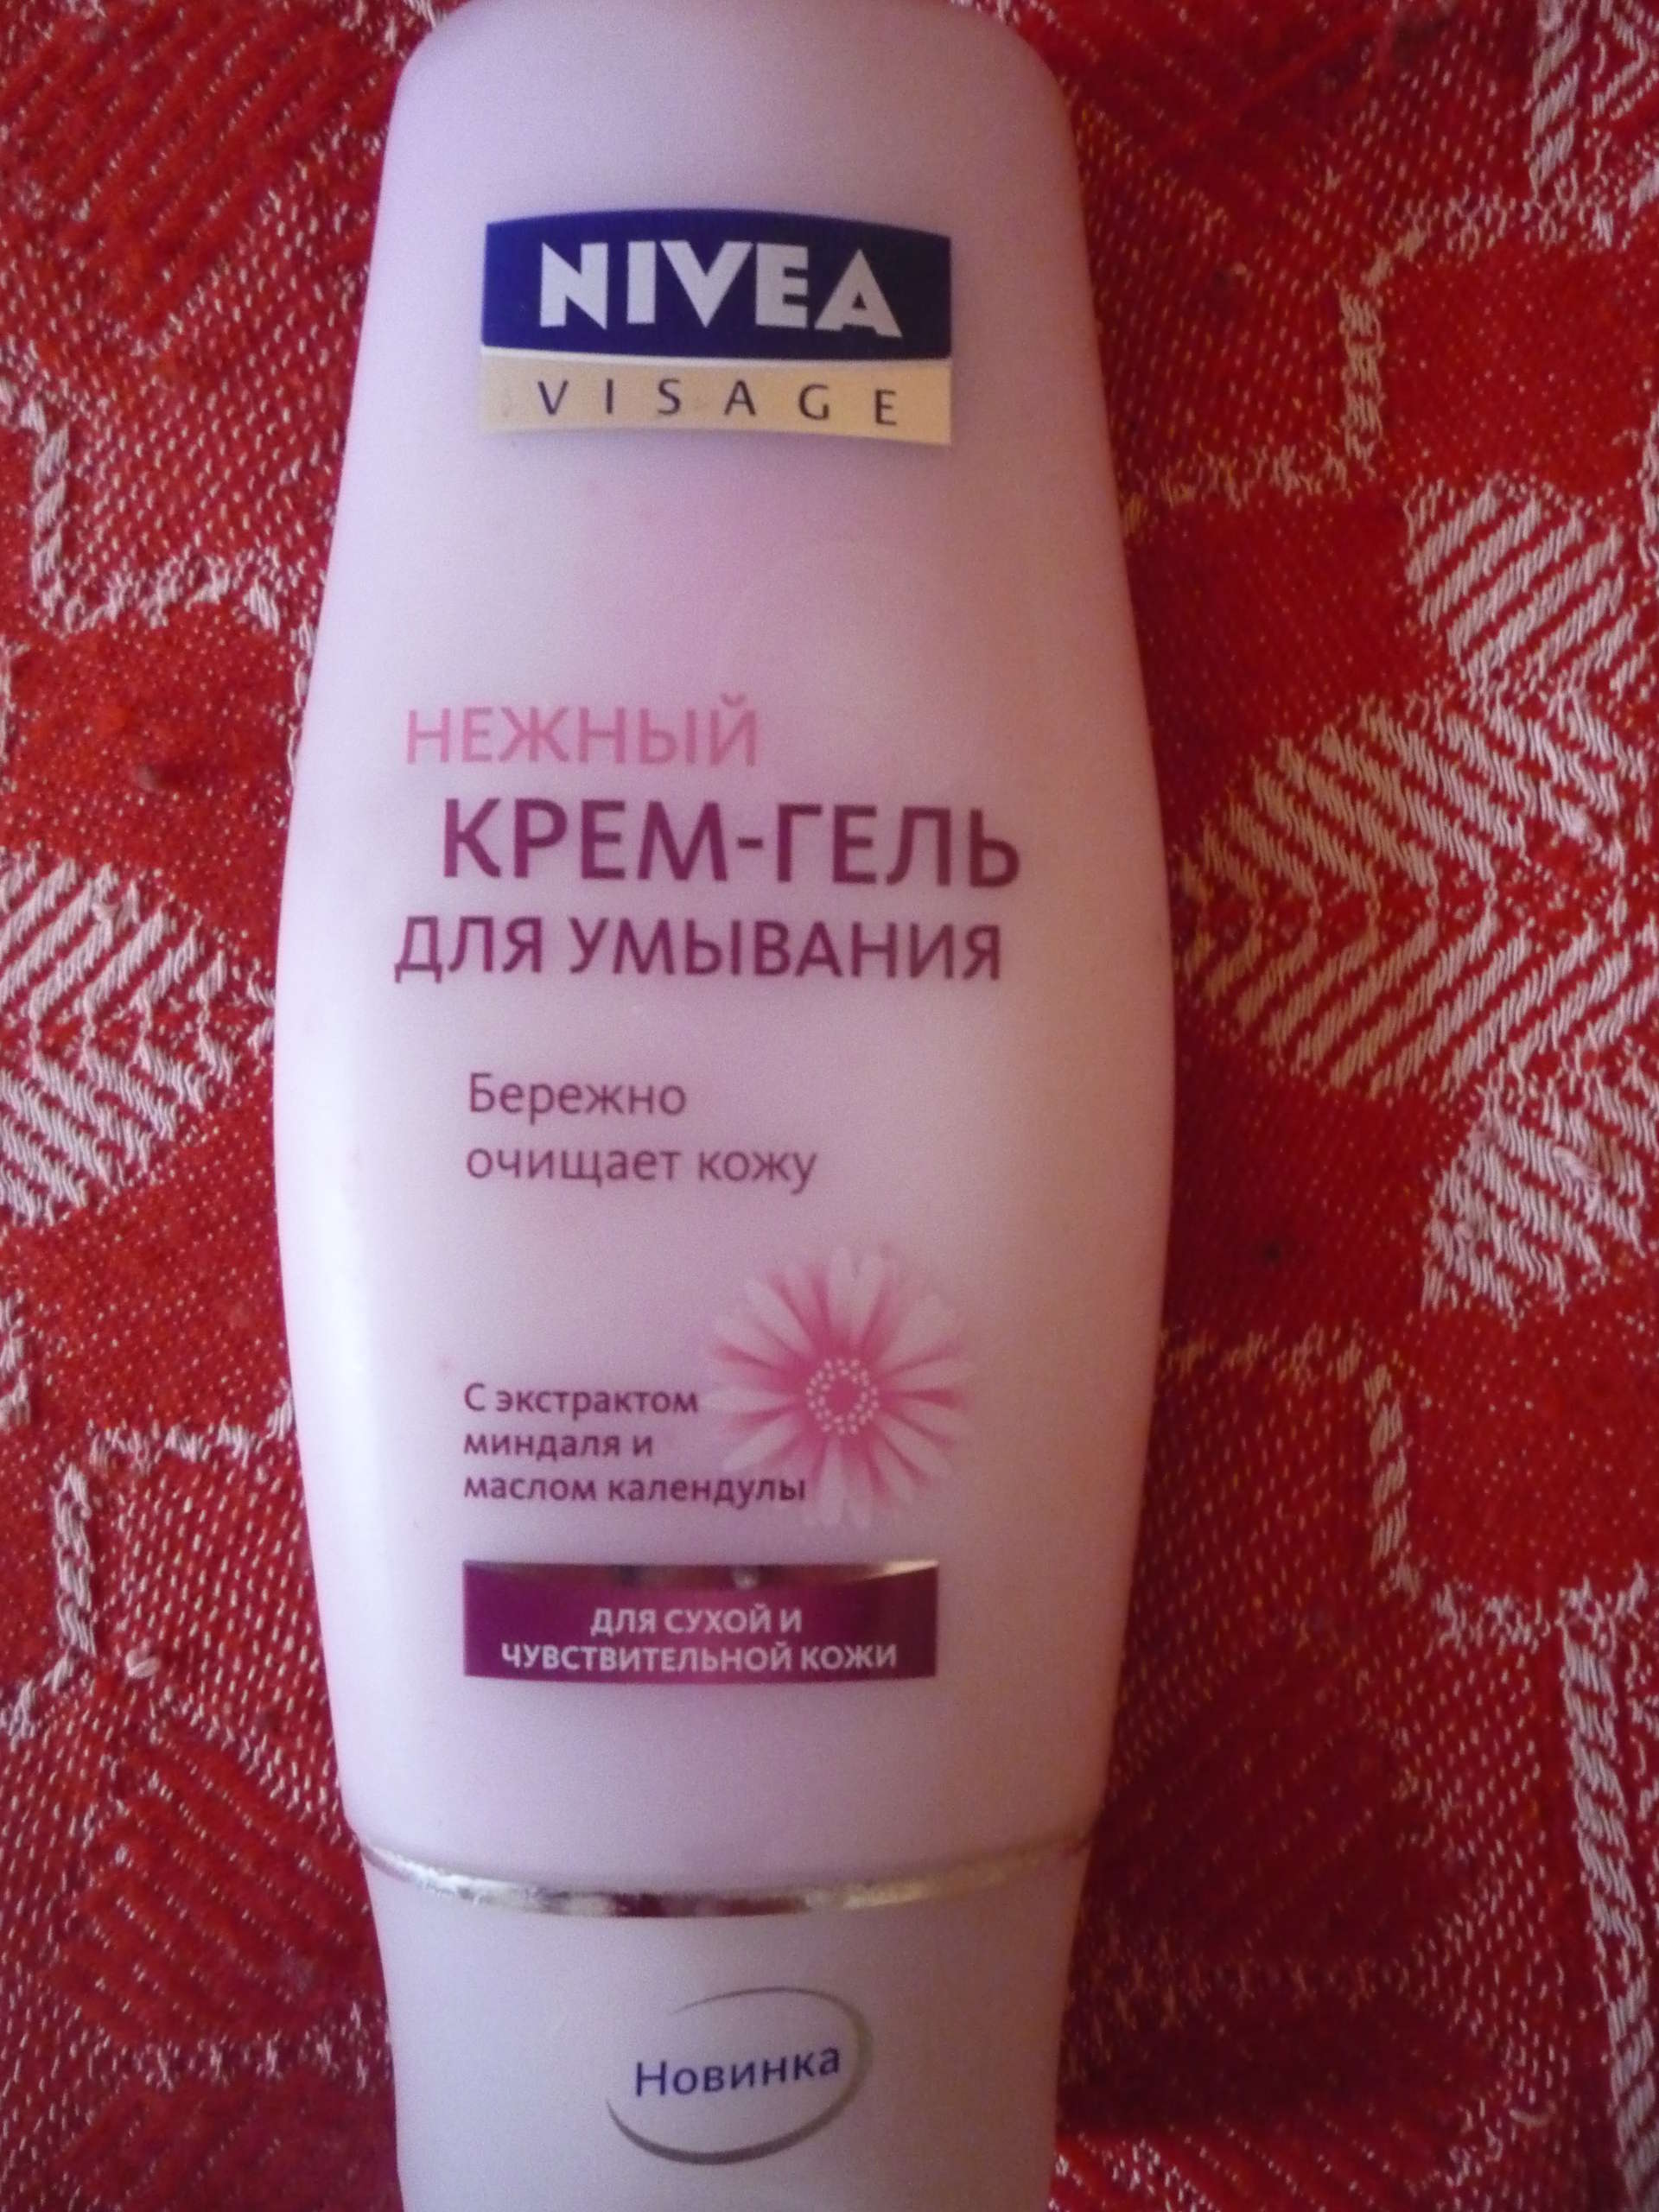 NIVEA
VISAGE
НЕЖНЫЙ
КРЕМ-ГЕЛЬ
ДЛЯ УМЫВАНИЯ
Бережно
очищает кожу
С экстрактом
миндаля и
маслом календулы
ДЛЯ СУХОЙ И
ЧУВСТВИТЕЛЬНОЙ КОЖИ
Новинка